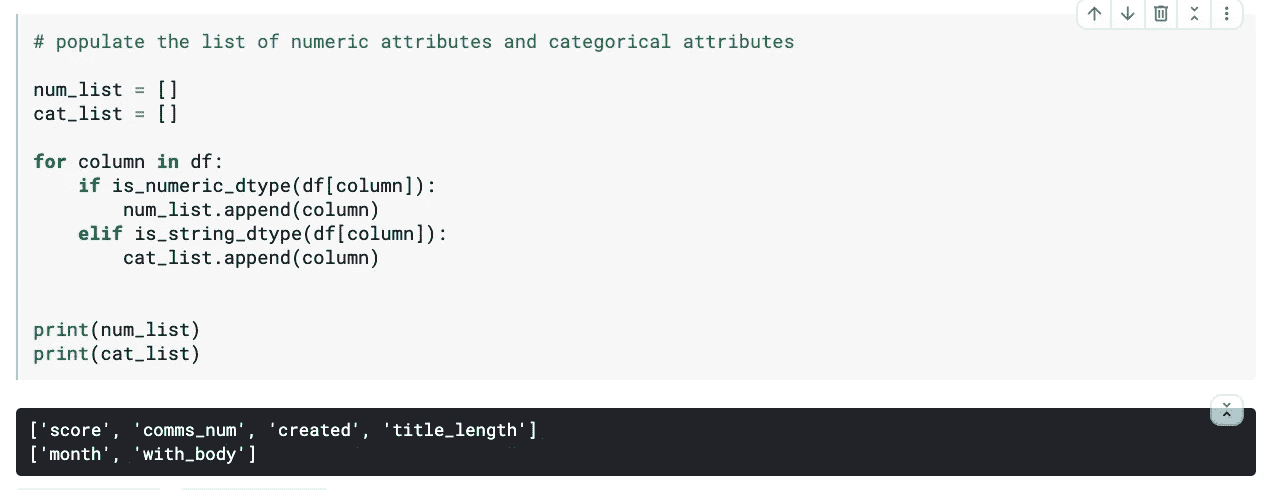 # populate the list of numeric attributes and categorical attributes
num_list = []
cat_list = []
for column in df:
    if is_numeric_dtype(df[column]):
        num_list.append(column)
    elif is_string_dtype(df[column]):
        cat_list.append(column)
print(num_list)
print(cat_list)
['score', 'comms_num', 'created', 'title_length']
['month', 'with_body']